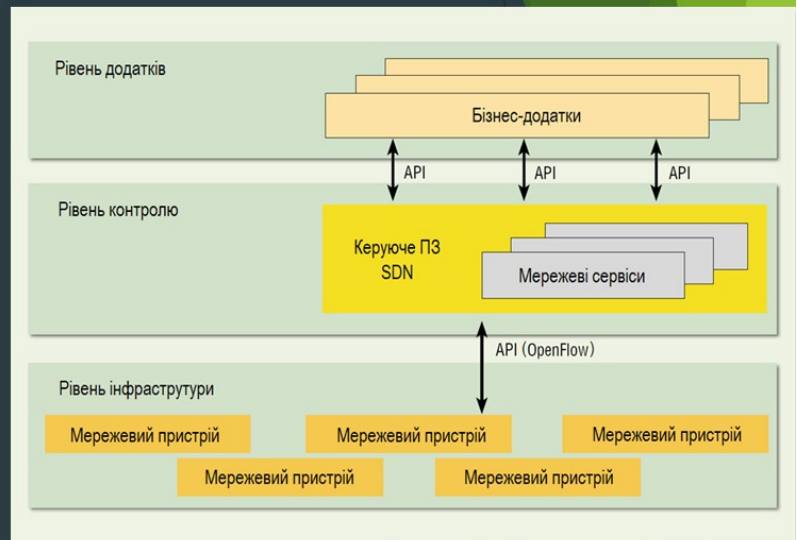 Рівень додатків
Бізнес-додатки
API
API
API
Рівень контролю
Керуюче ПЗ
SDN
Мережеві сервіси
API (OpenFlow)
Рівень інфраструтури
Мережевий пристрій
Мережевий пристрій
Мережевий пристрій
Мережевий пристрій
Мережевий пристрій